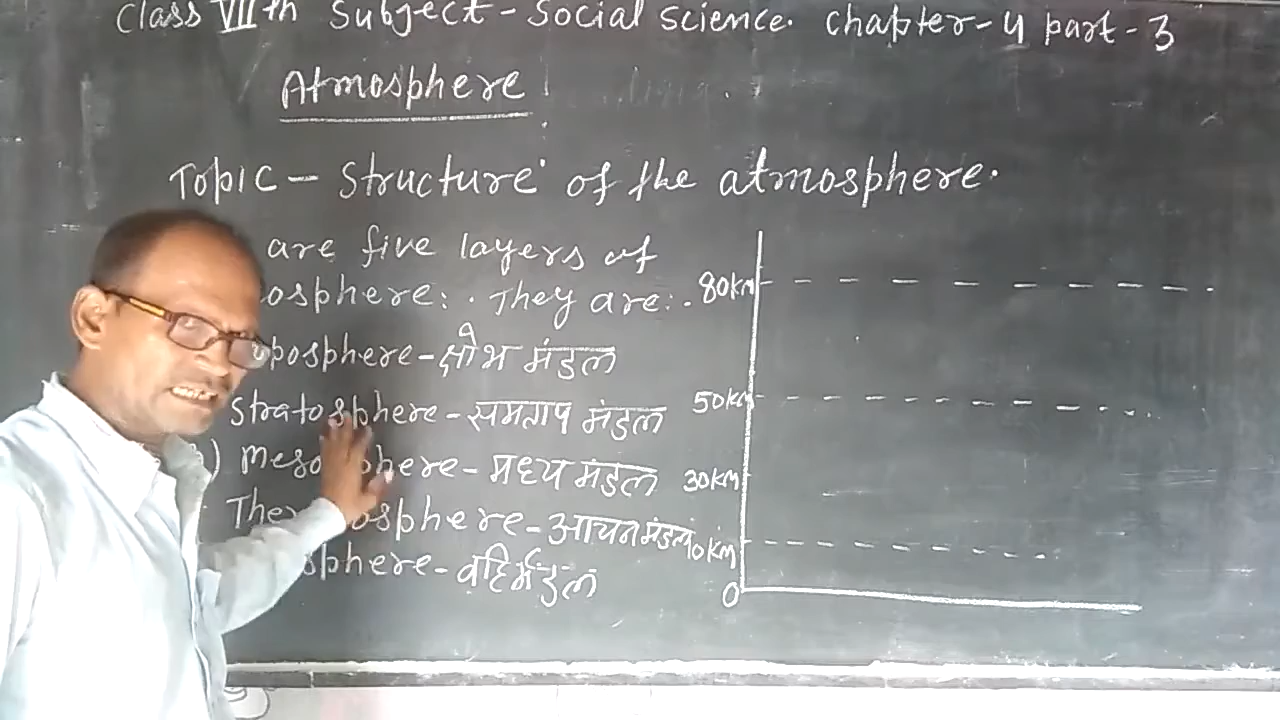 Class VIIth Subject - Social Science. Chapter - 4 part - 3
Atmosphere
Topic - Structure of the atmosphere.
are five layers of
osphere: . They are: .
oposphere - क्षोभ मंडल
Stratosphere - समताप मंडल
) Mesosphere - मध्य मंडल
Thermosphere - आयन मंडल
sphere - वर्हिमंडल
80km
50km
30km
10km
0